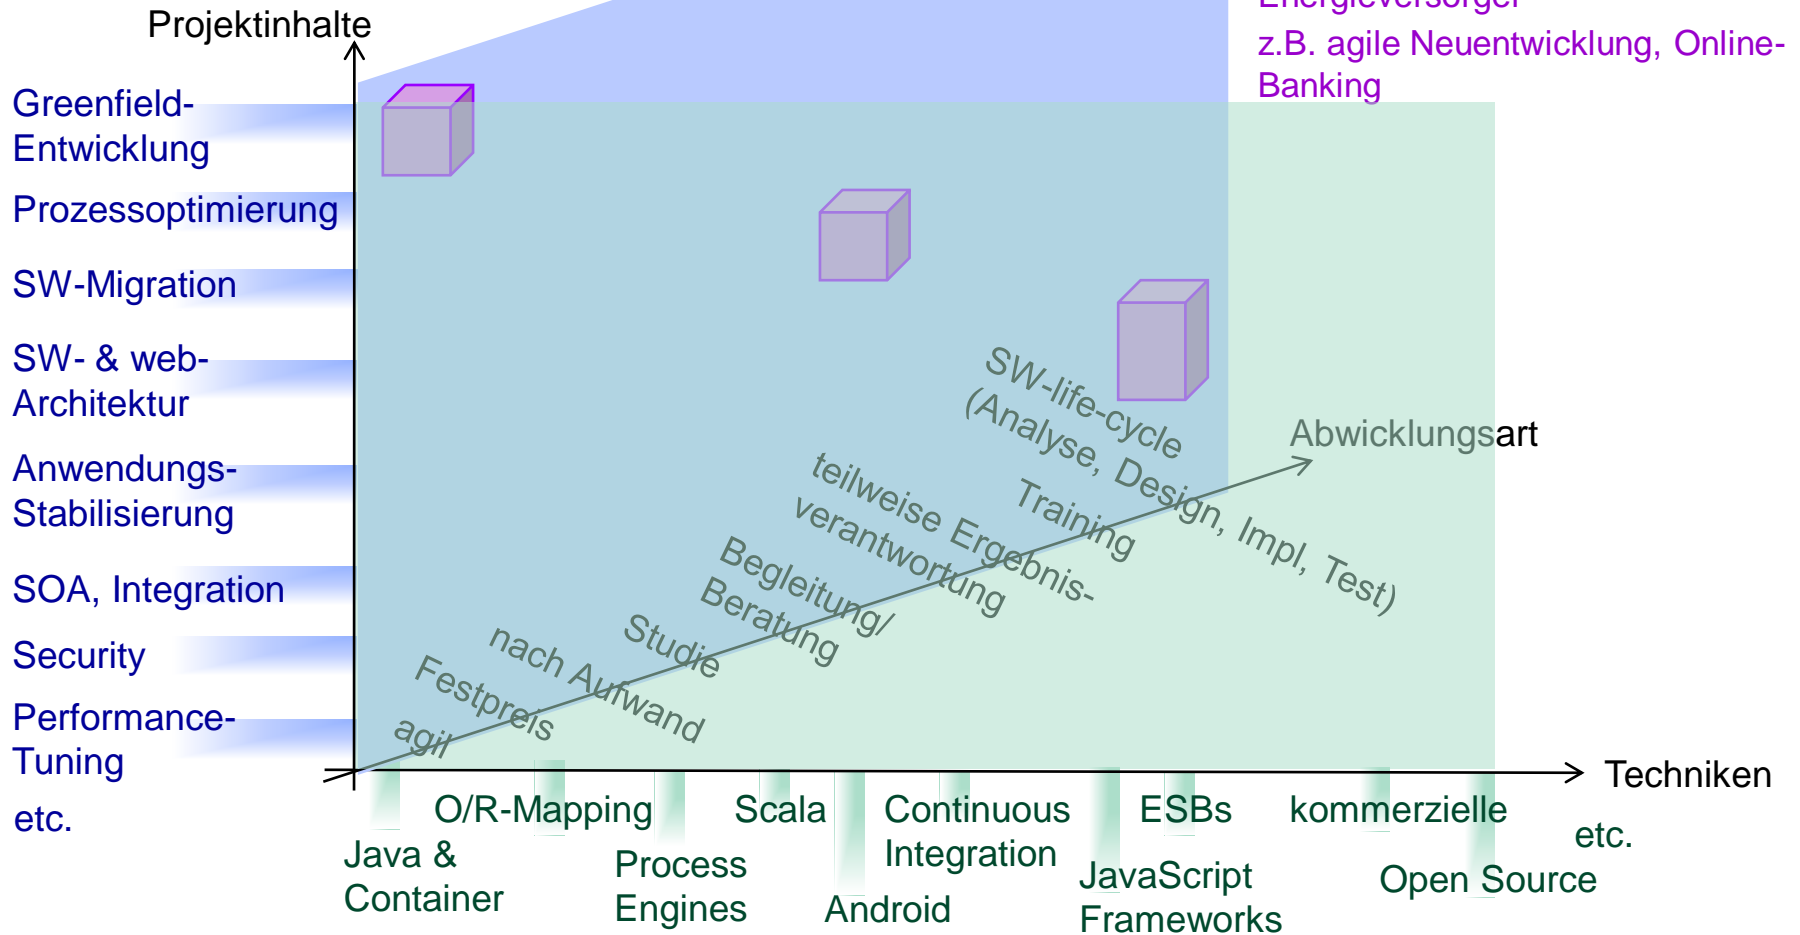 Projektinhalte
Energieversorger
z.B. agile Neuentwicklung, Online-
Banking
Greenfield-
Entwicklung
Prozessoptimierung
SW-Migration
SW- & web-
Architektur
Anwendungs-
Stabilisierung
SOA, Integration
Security
Performance-
Tuning
etc.
SW-life-cycle
(Analyse, Design, Impl, Test)
Training
teilweise Ergebnis-
verantwortung
Begleitung/
Beratung
Studie
nach Aufwand
Festpreis
agil
Abwicklungsart
Techniken
O/R-Mapping
Scala
Continuous
Integration
ESBs
kommerzielle
etc.
Java &
Container
Process
Engines
Android
JavaScript
Frameworks
Open Source